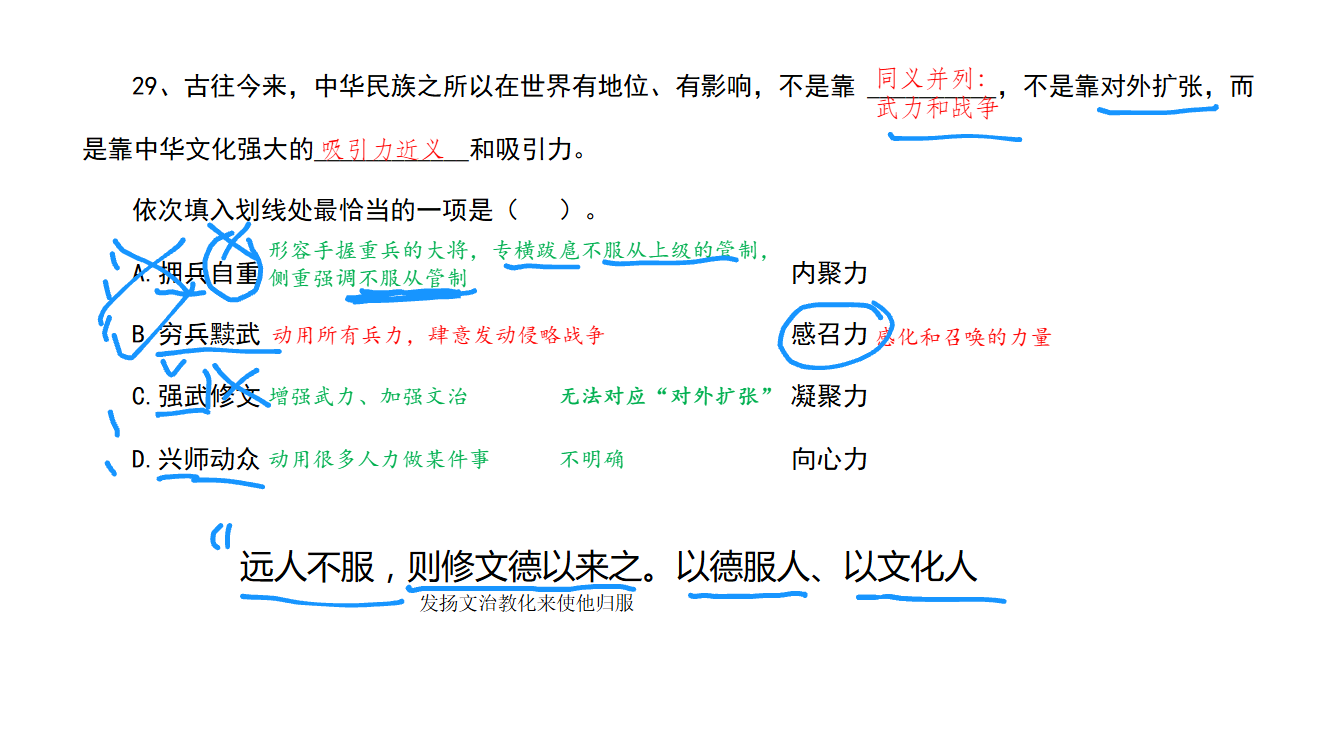 29、古往今来，中华民族之所以在世界有地位、有影响，不是靠 同义并列：武力和战争，不是靠对外扩张，而
是靠中华文化强大的 吸引力近义 和吸引力。
依次填入划线处最恰当的一项是（ ）。
A. 拥兵自重 形容手握重兵的大将，专横跋扈不服从上级的管制，侧重强调不服从管制 内聚力
B. 穷兵黩武 动用所有兵力，肆意发动侵略战争 感召力 感化和召唤的力量
C. 强武修文 增强武力、加强文治 无法对应“对外扩张” 凝聚力
D. 兴师动众 动用很多人力做某件事 不明确 向心力
远人不服，则修文德以来之。以德服人、以文化人
发扬文治教化来使他归服